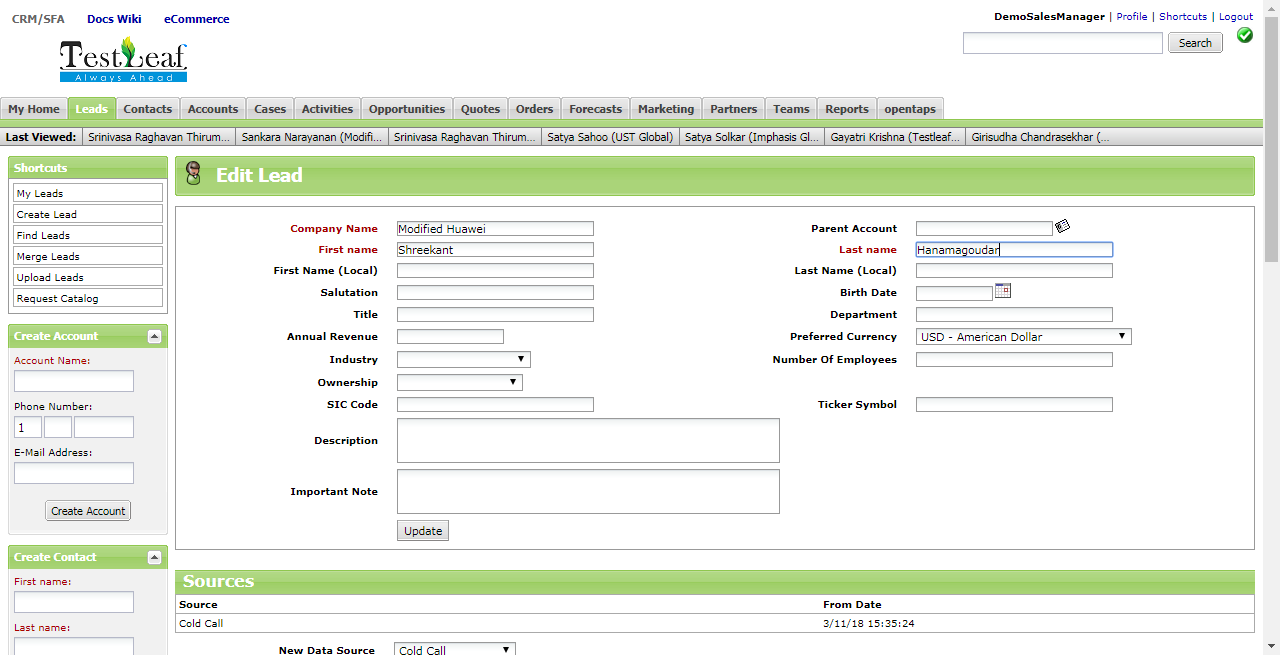 CRM/SFA Docs Wiki eCommerce
DemoSalesManager | Profile | Shortcuts | Logout
TestLeaf
Always Ahead
Search
My Home Leads Contacts Accounts Cases Activities Opportunities Quotes Orders Forecasts Marketing Partners Teams Reports opentaps
Last Viewed: Srinivasa Raghavan Thirum... Sankara Narayanan (Modifi... Srinivasa Raghavan Thirum... Satya Sahoo (UST Global) Satya Solkar (Imphasis Gl... Gayatri Krishna (Testleaf... Girisudha Chandrasekhar (...
Shortcuts
My Leads
Create Lead
Find Leads
Merge Leads
Upload Leads
Request Catalog
Create Account
Account Name:
Phone Number:
1
E-Mail Address:
Create Account
Create Contact
First name:
Last name:
Edit Lead
Company Name Modified Huawei Parent Account
First name Shreekant Last name Hanamagoudar
First Name (Local) Last Name (Local)
Salutation Birth Date
Title Department
Annual Revenue Preferred Currency USD - American Dollar
Industry Number Of Employees
Ownership
SIC Code Ticker Symbol
Description
Important Note
Update
Sources
Source From Date
Cold Call 3/11/18 15:35:24
New Data Source Cold Call